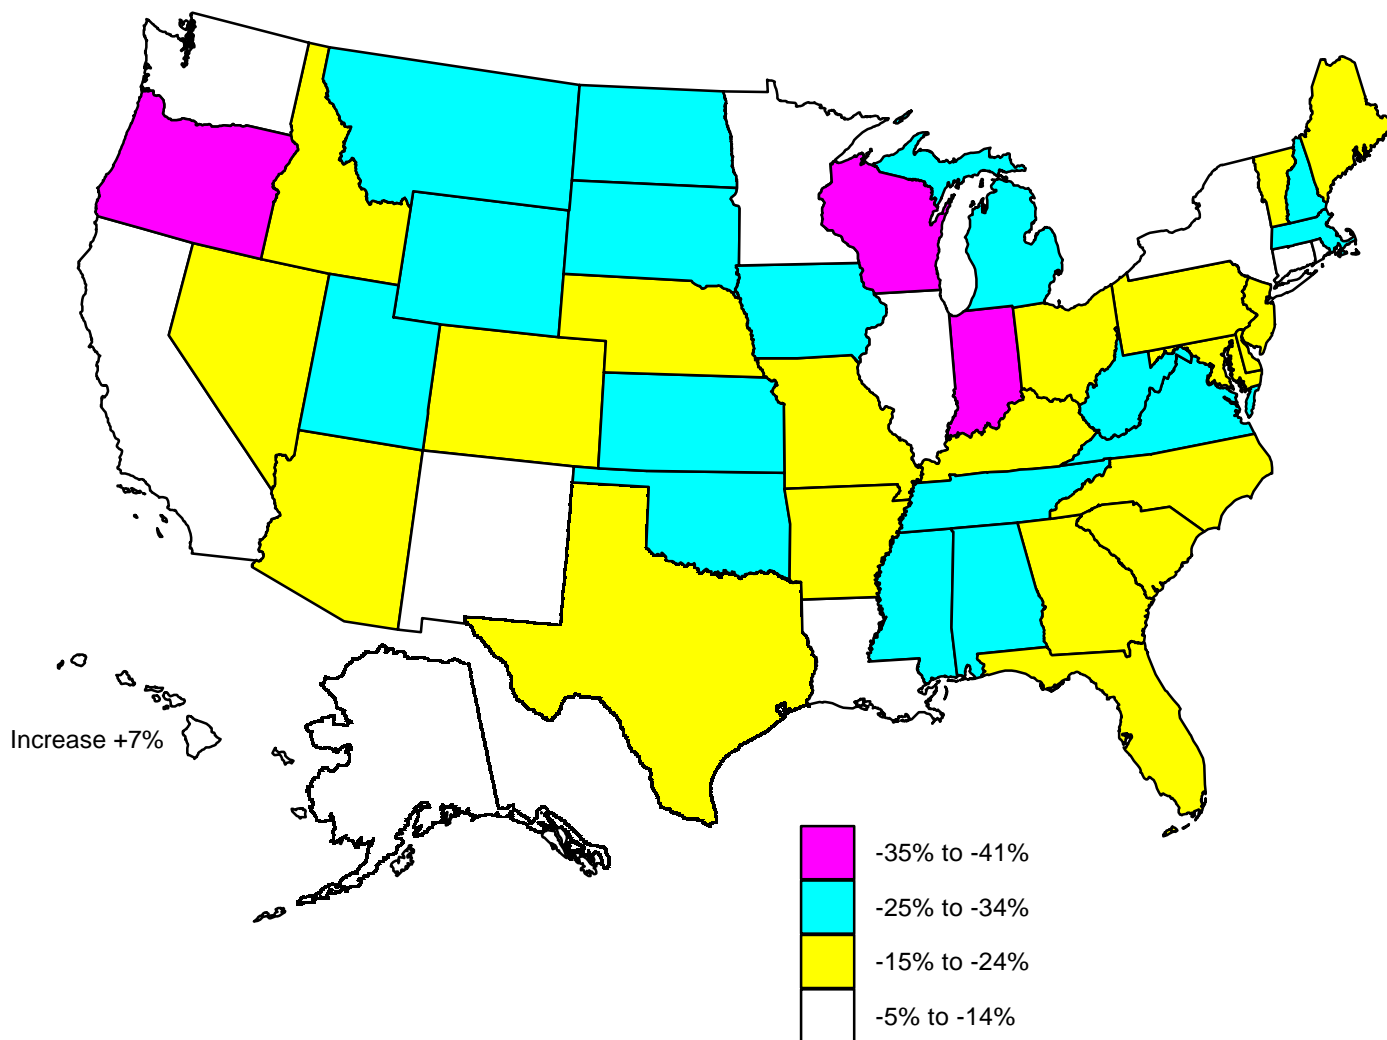 Increase +7%
-35% to -41%
-25% to -34%
-15% to -24%
-5% to -14%